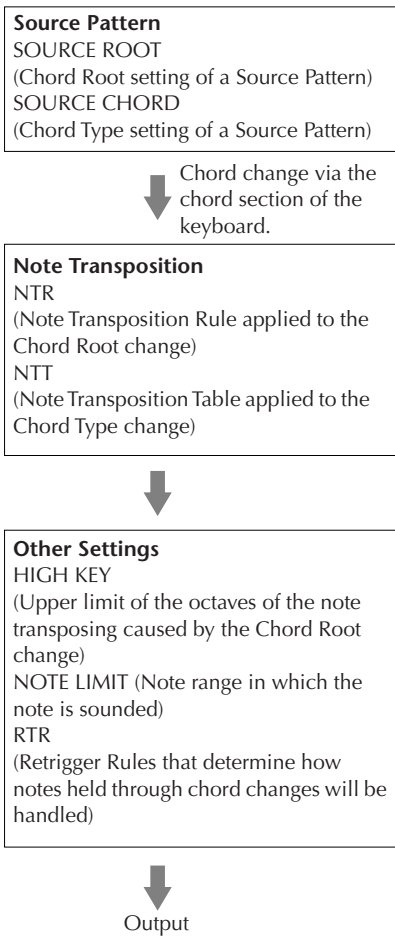 Source Pattern
SOURCE ROOT
(Chord Root setting of a Source Pattern)
SOURCE CHORD
(Chord Type setting of a Source Pattern)
Chord change via the
chord section of the
keyboard.
Note Transposition
NTR
(Note Transposition Rule applied to the
Chord Root change)
NTT
(Note Transposition Table applied to the
Chord Type change)
Other Settings
HIGH KEY
(Upper limit of the octaves of the note
transposing caused by the Chord Root
change)
NOTE LIMIT (Note range in which the
note is sounded)
RTR
(Retrigger Rules that determine how
notes held through chord changes will be
handled)
Output